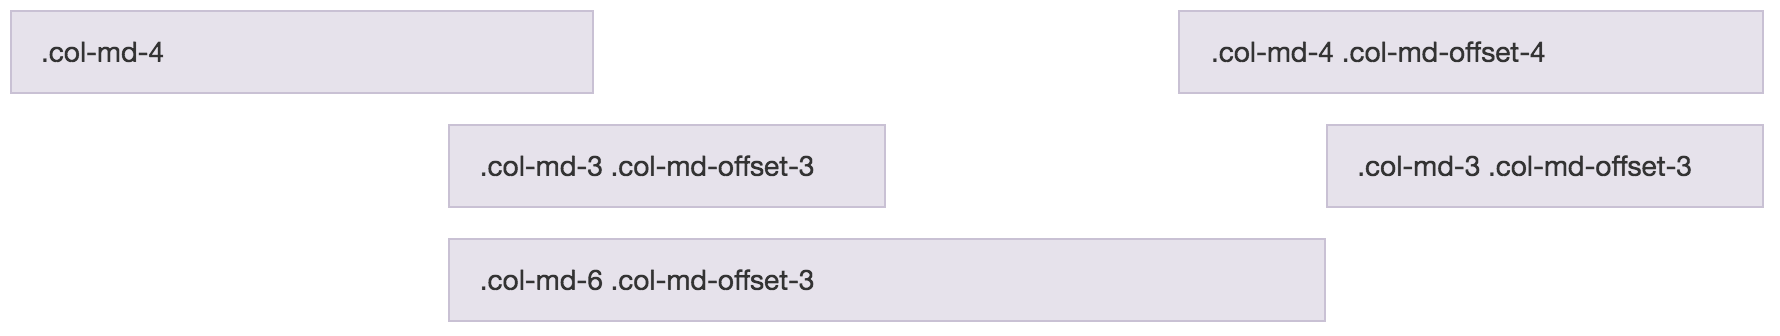 .col-md-4
.col-md-4 .col-md-offset-4
.col-md-3 .col-md-offset-3
.col-md-3 .col-md-offset-3
.col-md-6 .col-md-offset-3